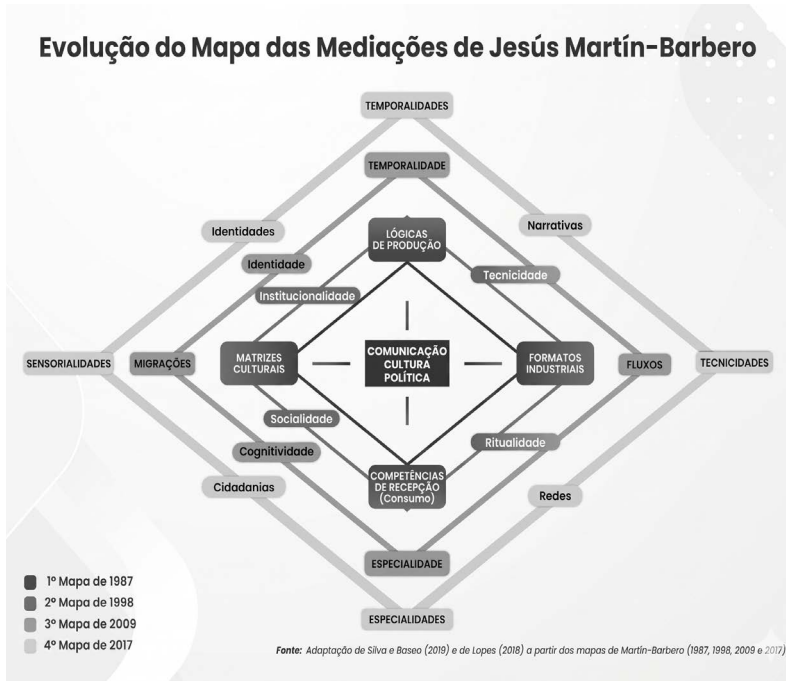 Evolução do Mapa das Mediações de Jesús Martín-Barbero
TEMPORALIDADES
TEMPORALIDADE
Identidades
Narrativas
LÓGICAS
DE PRODUÇÃO
Identidade
Tecnicidade
Institucionalidade
SENSORIALIDADES
MIGRAÇÕES
MATRIZES
CULTURAIS
COMUNICAÇÃO
CULTURA
POLÍTICA
FORMATOS
INDUSTRIAIS
FLUXOS
TECNICIDADES
Socialidade
Ritualidade
Cognitividade
COMPETÊNCIAS
DE RECEPÇÃO
(Consumo)
Cidadanias
Redes
ESPECIALIDADE
ESPECIALIDADES
1º Mapa de 1987
2º Mapa de 1998
3º Mapa de 2009
4º Mapa de 2017
Fonte: Adaptação de Silva e Baseo (2019) e de Lopes (2018) a partir dos mapas de Martín-Barbero (1987, 1998, 2009 e 2017)